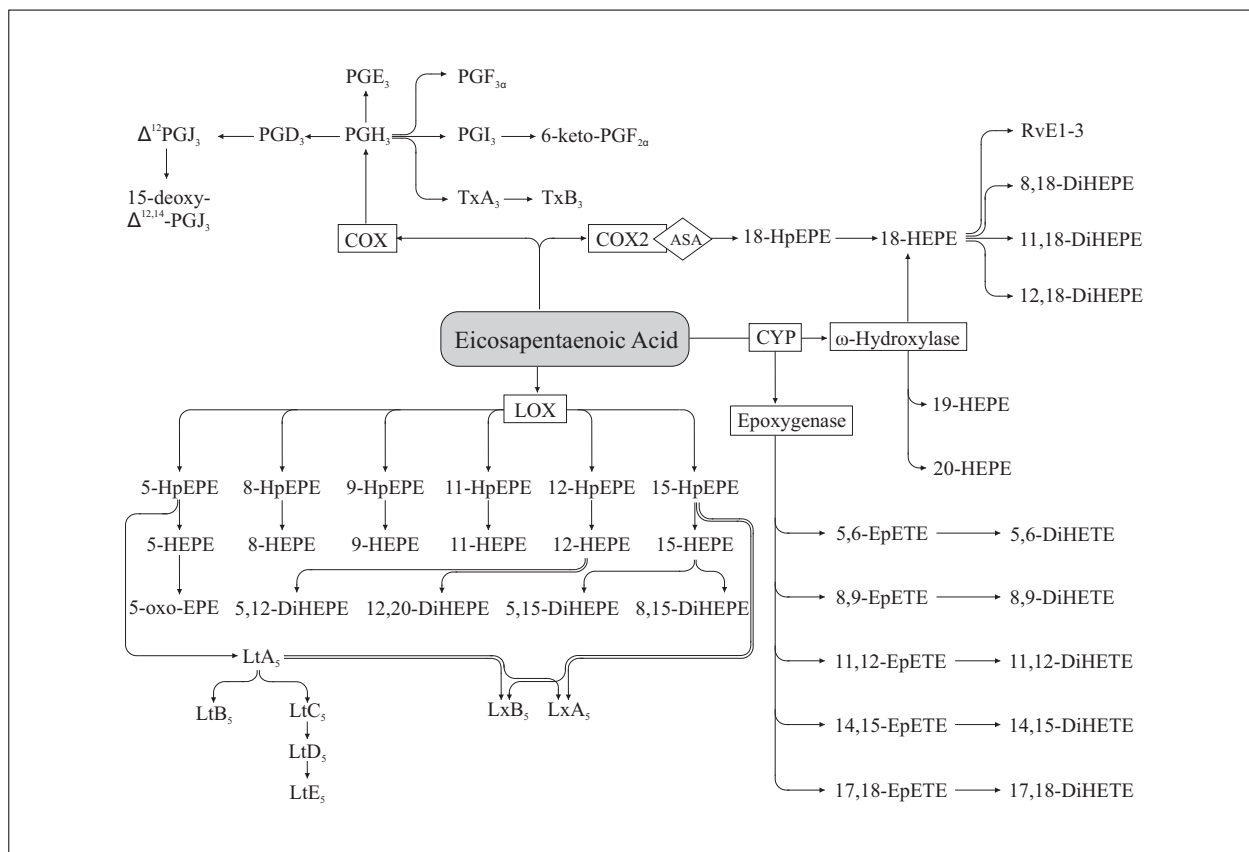 PGE₃
PGF₃α
Δ¹²PGJ₃
PGD₃
PGH₃
PGI₃
6-keto-PGF₂α
RvE1-3
15-deoxy-
Δ¹²,¹⁴-PGJ₃
TxA₃
TxB₃
8,18-DiHEPE
COX
COX2
ASA
18-HpEPE
18-HEPE
11,18-DiHEPE
12,18-DiHEPE
Eicosapentaenoic Acid
CYP
ω-Hydroxylase
LOX
Epoxygenase
19-HEPE
20-HEPE
5-HpEPE
8-HpEPE
9-HpEPE
11-HpEPE
12-HpEPE
15-HpEPE
5-HEPE
8-HEPE
9-HEPE
11-HEPE
12-HEPE
15-HEPE
5-oxo-EPE
5,12-DiHEPE
12,20-DiHEPE
5,15-DiHEPE
8,15-DiHEPE
5,6-EpETE
5,6-DiHETE
8,9-EpETE
8,9-DiHETE
LtA₅
11,12-EpETE
11,12-DiHETE
LtB₅
LtC₅
LxB₅
LxA₅
14,15-EpETE
14,15-DiHETE
LtD₅
LtE₅
17,18-EpETE
17,18-DiHETE